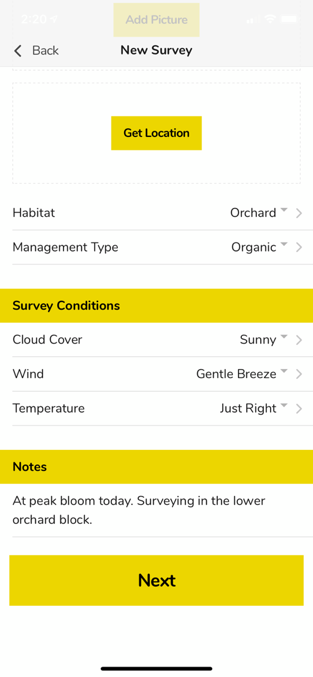 2:20
Add Picture
Back
New Survey
Get Location
Habitat Orchard
Management Type Organic
Survey Conditions
Cloud Cover Sunny
Wind Gentle Breeze
Temperature Just Right
Notes
At peak bloom today. Surveying in the lower
orchard block.
Next